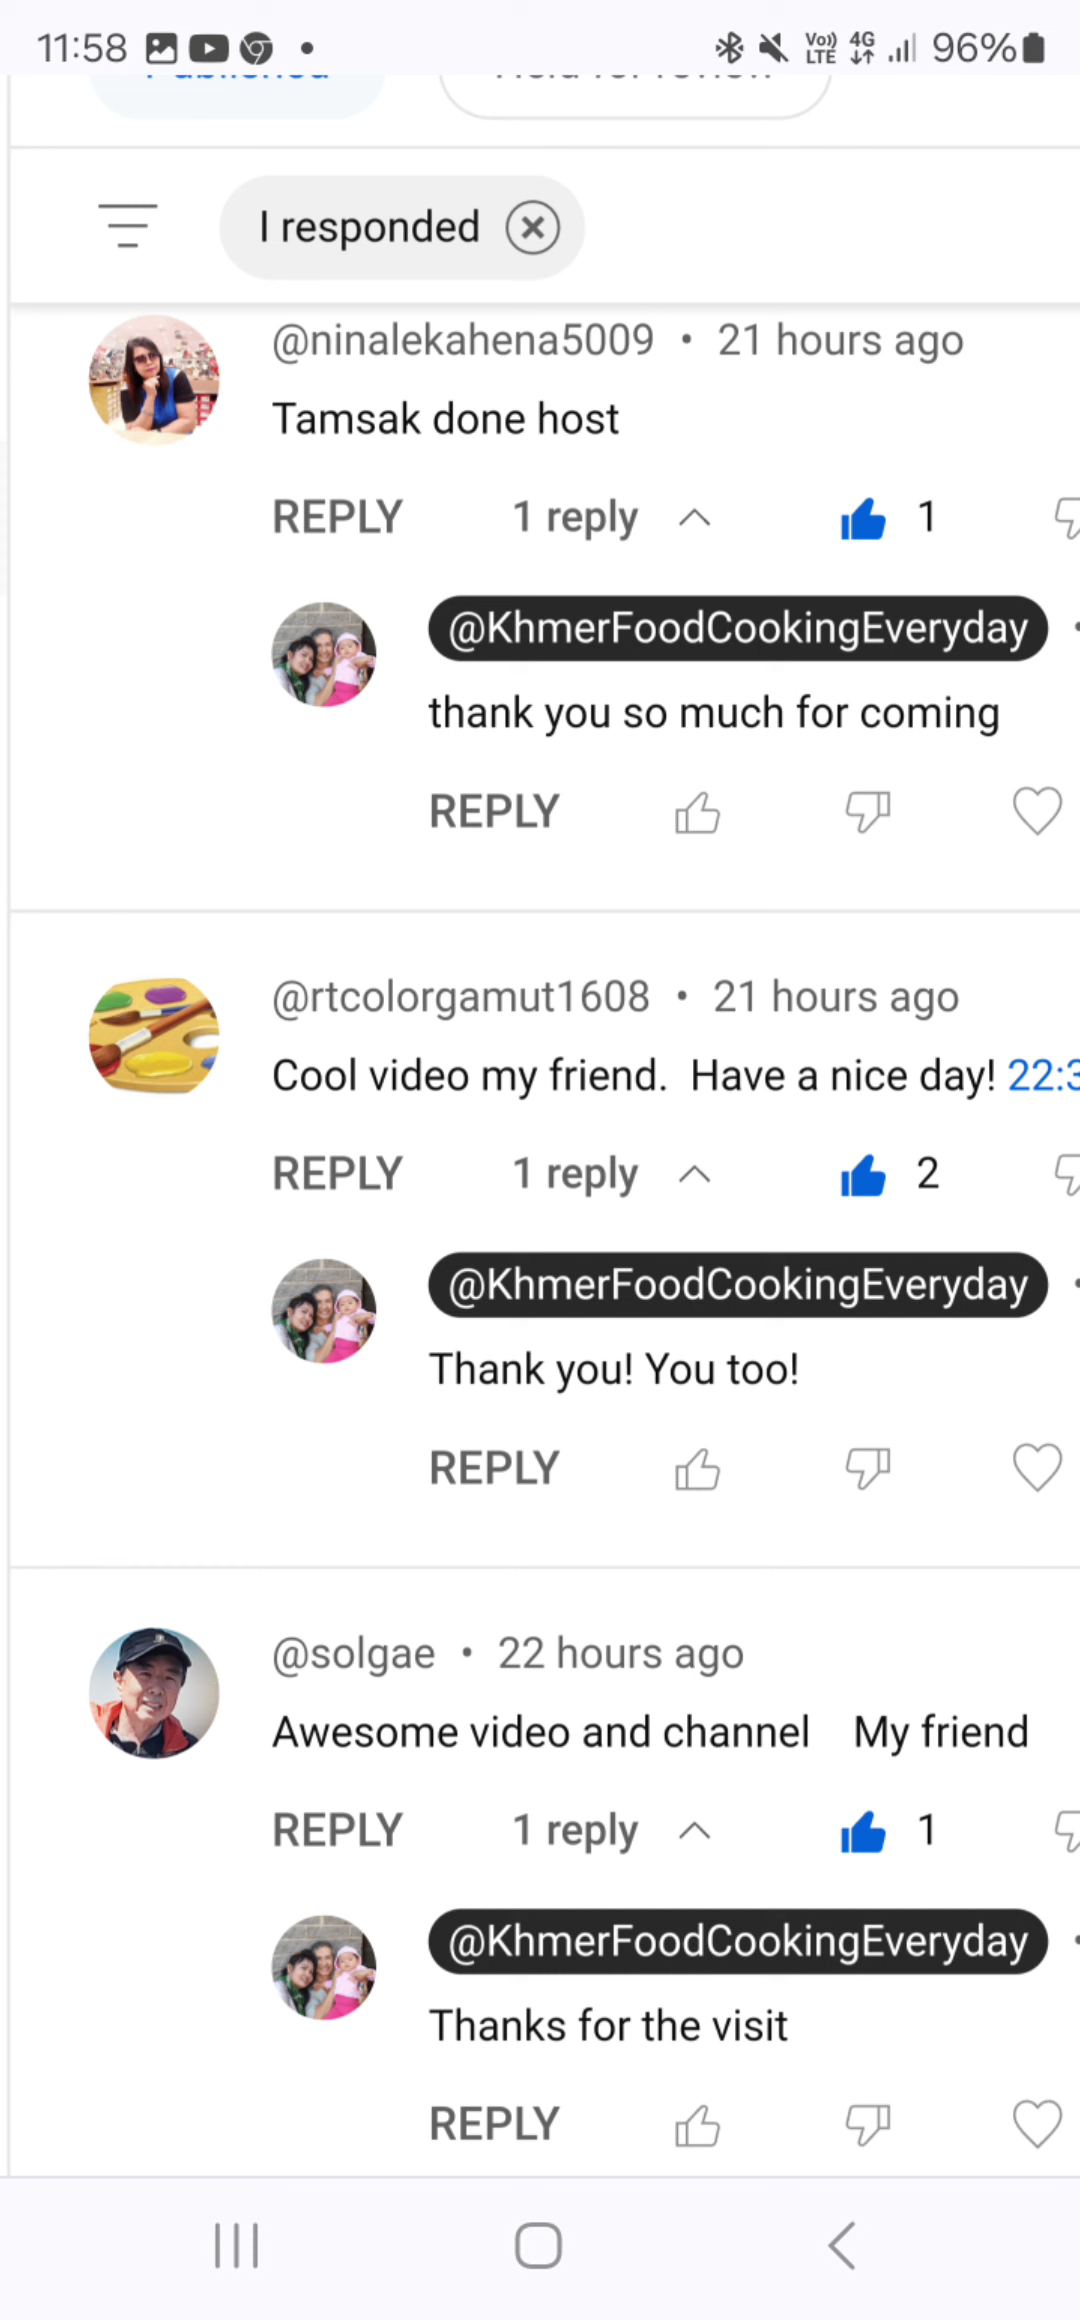 11:58 Vo)) LTE 4G 96%
I responded
@ninalekahena5009 • 21 hours ago
Tamsak done host
REPLY 1 reply 1
@KhmerFoodCookingEveryday
thank you so much for coming
REPLY
@rtcolorgamut1608 • 21 hours ago
Cool video my friend.  Have a nice day! 22:3
REPLY 1 reply 2
@KhmerFoodCookingEveryday
Thank you! You too!
REPLY
@solgae • 22 hours ago
Awesome video and channel    My friend
REPLY 1 reply 1
@KhmerFoodCookingEveryday
Thanks for the visit
REPLY